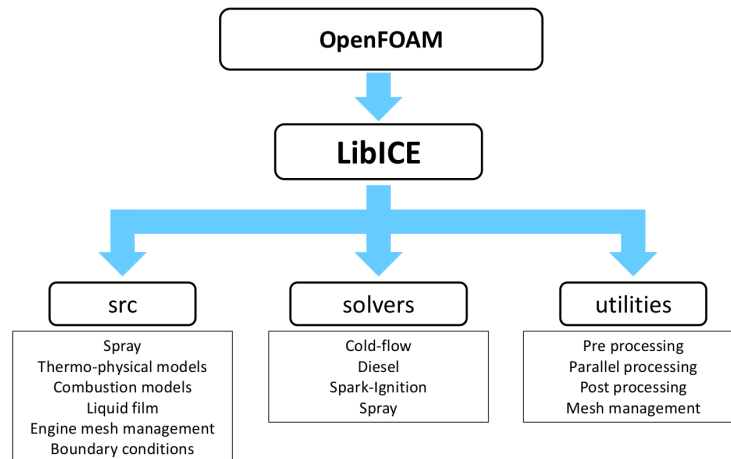 OpenFOAM
LibICE
src
solvers
utilities
Spray
Thermo-physical models
Combustion models
Liquid film
Engine mesh management
Boundary conditions
Cold-flow
Diesel
Spark-Ignition
Spray
Pre processing
Parallel processing
Post processing
Mesh management